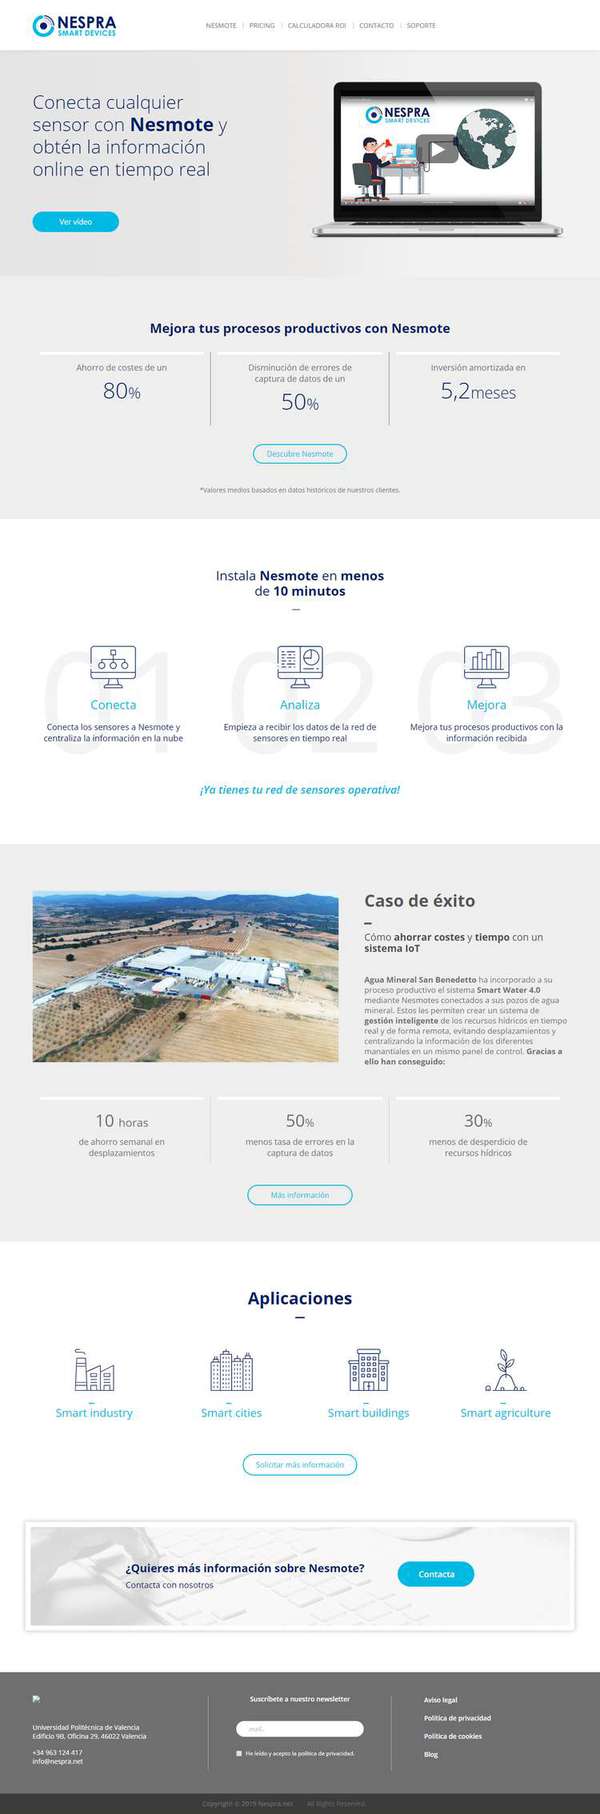 NESPRA
SMART DEVICES
NESMOTE
PRICING
CALCULADORA ROI
CONTACTO
SOPORTE
Conecta cualquier
sensor con Nesmote y
obtén la información
online en tiempo real
Ver vídeo
NESPRA
SMART DEVICES
Mejora tus procesos productivos con Nesmote
Ahorro de costes de un
80%
Disminución de errores de
captura de datos de un
50%
Inversión amortizada en
5,2meses
Descubre Nesmote
*Valores medios basados en datos históricos de nuestros clientes.
Instala Nesmote en menos
de 10 minutos
01
Conecta
Conecta los sensores a Nesmote y
centraliza la información en la nube
02
Analiza
Empieza a recibir los datos de la red de
sensores en tiempo real
03
Mejora
Mejora tus procesos productivos con la
información recibida
¡Ya tienes tu red de sensores operativa!
Caso de éxito
Cómo ahorrar costes y tiempo con un
sistema IoT
Agua Mineral San Benedetto ha incorporado a su
proceso productivo el sistema Smart Water 4.0
mediante Nesmotes conectados a sus pozos de agua
mineral. Estos les permiten crear un sistema de
gestión inteligente de los recursos hídricos en tiempo
real y de forma remota, evitando desplazamientos y
centralizando la información de los diferentes
manantiales en un mismo panel de control. Gracias a
ello han conseguido:
10 horas
de ahorro semanal en
desplazamientos
50%
menos tasa de errores en la
captura de datos
30%
menos de desperdicio de
recursos hídricos
Más información
Aplicaciones
Smart industry
Smart cities
Smart buildings
Smart agriculture
Solicitar más información
¿Quieres más información sobre Nesmote?
Contacta con nosotros
Contacta
Universidad Politécnica de Valencia
Edificio 9B, Oficina 29, 46022 Valencia
+34 963 124 417
info@nespra.net
Suscríbete a nuestro newsletter
He leído y acepto la política de privacidad.
Aviso legal
Política de privacidad
Política de cookies
Blog
Copyright © 2019 Nespra.net
All Rights Reserved.